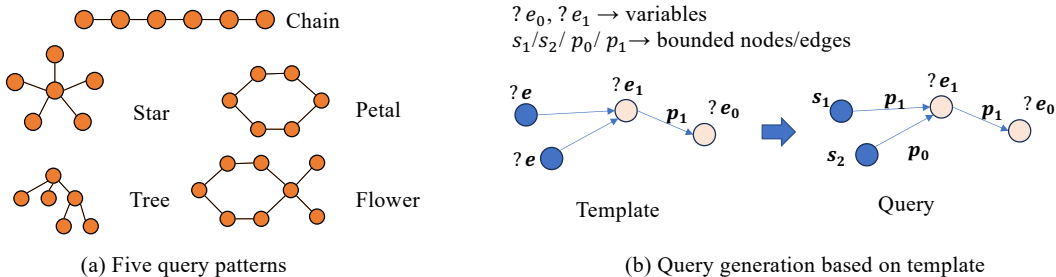 Chain
Star
Petal
Tree
Flower
(a) Five query patterns
? e₀, ? e₁ → variables
s₁/s₂/ p₀/ p₁→ bounded nodes/edges
? e
? e₁
p₁
? e₀
? e
Template
s₁
p₁
? e₁
p₁
? e₀
s₂
p₀
Query
(b) Query generation based on template